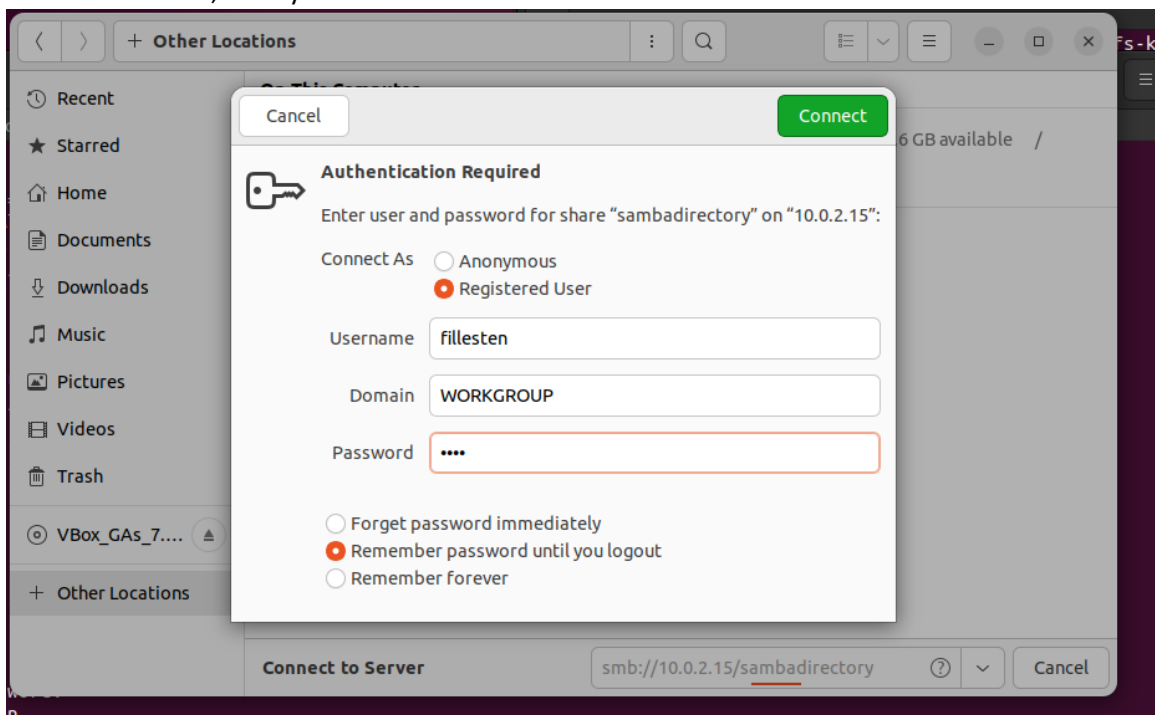 + Other Locations
fs-k
Recent
Starred
Home
Documents
Downloads
Music
Pictures
Videos
Trash
VBox_GAs_7....
+ Other Locations
6 GB available /
Cancel
Connect
Authentication Required
Enter user and password for share “sambadirectory” on “10.0.2.15”:
Connect As
Anonymous
Registered User
Username fillesten
Domain WORKGROUP
Password ••••
Forget password immediately
Remember password until you logout
Remember forever
Connect to Server smb://10.0.2.15/sambadirectory ? Cancel